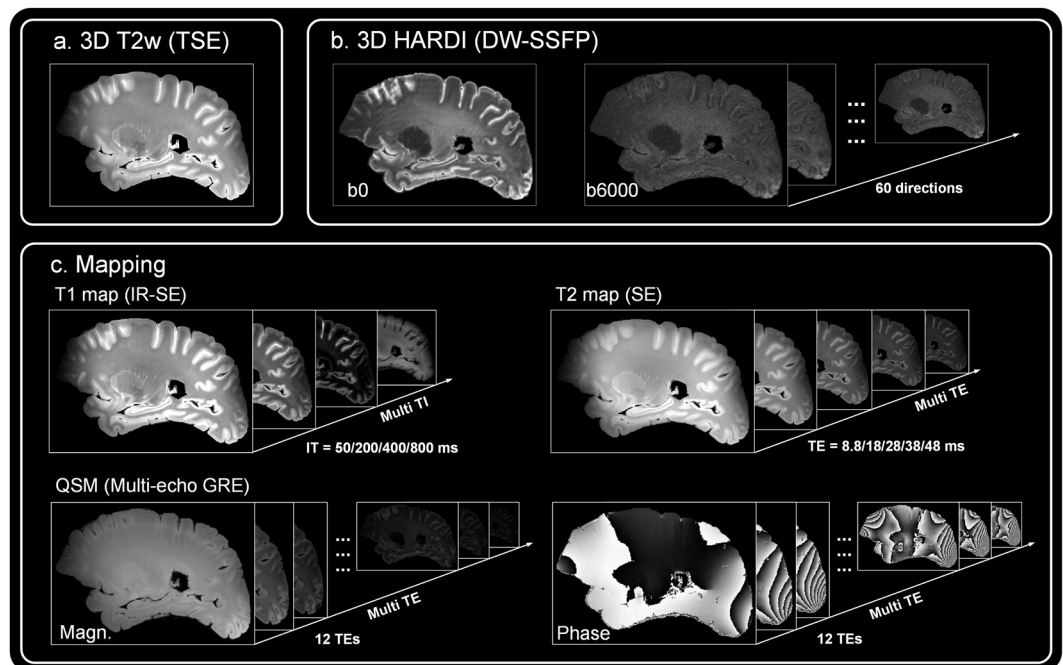 a. 3D T2w (TSE)
b. 3D HARDI (DW-SSFP)
b0
b6000
...
...
60 directions
c. Mapping
T1 map (IR-SE)
Multi TI
IT = 50/200/400/800 ms
T2 map (SE)
Multi TE
TE = 8.8/18/28/38/48 ms
QSM (Multi-echo GRE)
Magn.
...
...
Multi TE
12 TEs
Phase
...
...
Multi TE
12 TEs